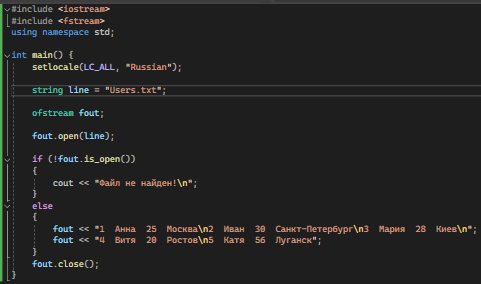 #include <iostream>
#include <fstream>
using namespace std;
int main() {
setlocale(LC_ALL, "Russian");
string line = "Users.txt";
ofstream fout;
fout.open(line);
if (!fout.is_open())
{
cout << "Файл не найден!\n";
}
else
{
fout << "1  Анна  25  Москва\n2  Иван  30  Санкт-Петербург\n3  Мария  28  Киев\n";
fout << "4  Витя  20  Ростов\n5  Катя  56  Луганск";
}
fout.close();
}